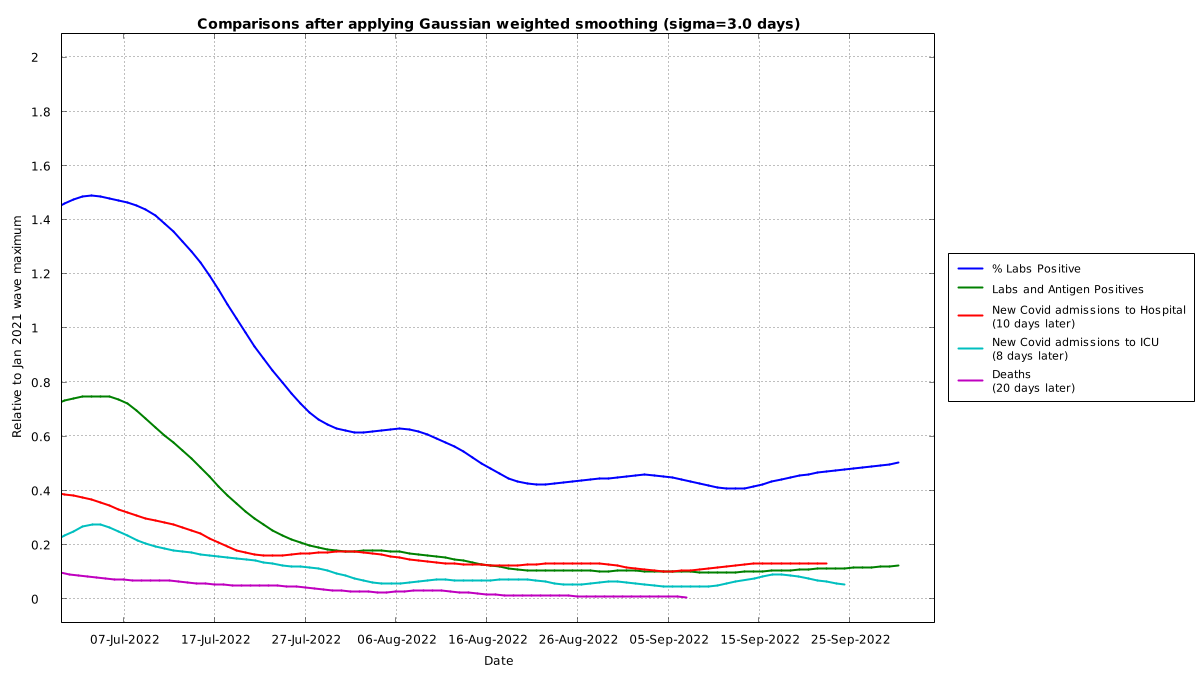 Comparisons after applying Gaussian weighted smoothing (sigma=3.0 days)
Relative to Jan 2021 wave maximum
2
1.8
1.6
1.4
1.2
1
0.8
0.6
0.4
0.2
0
07-Jul-2022 17-Jul-2022 27-Jul-2022 06-Aug-2022 16-Aug-2022 26-Aug-2022 05-Sep-2022 15-Sep-2022 25-Sep-2022
Date
% Labs Positive
Labs and Antigen Positives
New Covid admissions to Hospital
(10 days later)
New Covid admissions to ICU
(8 days later)
Deaths
(20 days later)